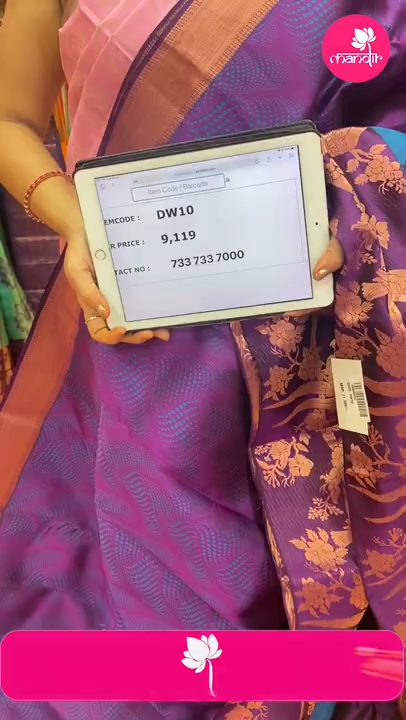 mandir
Item Code / Barcode
EMCODE : DW10
R PRICE : 9,119
TACT NO : 733 733 7000